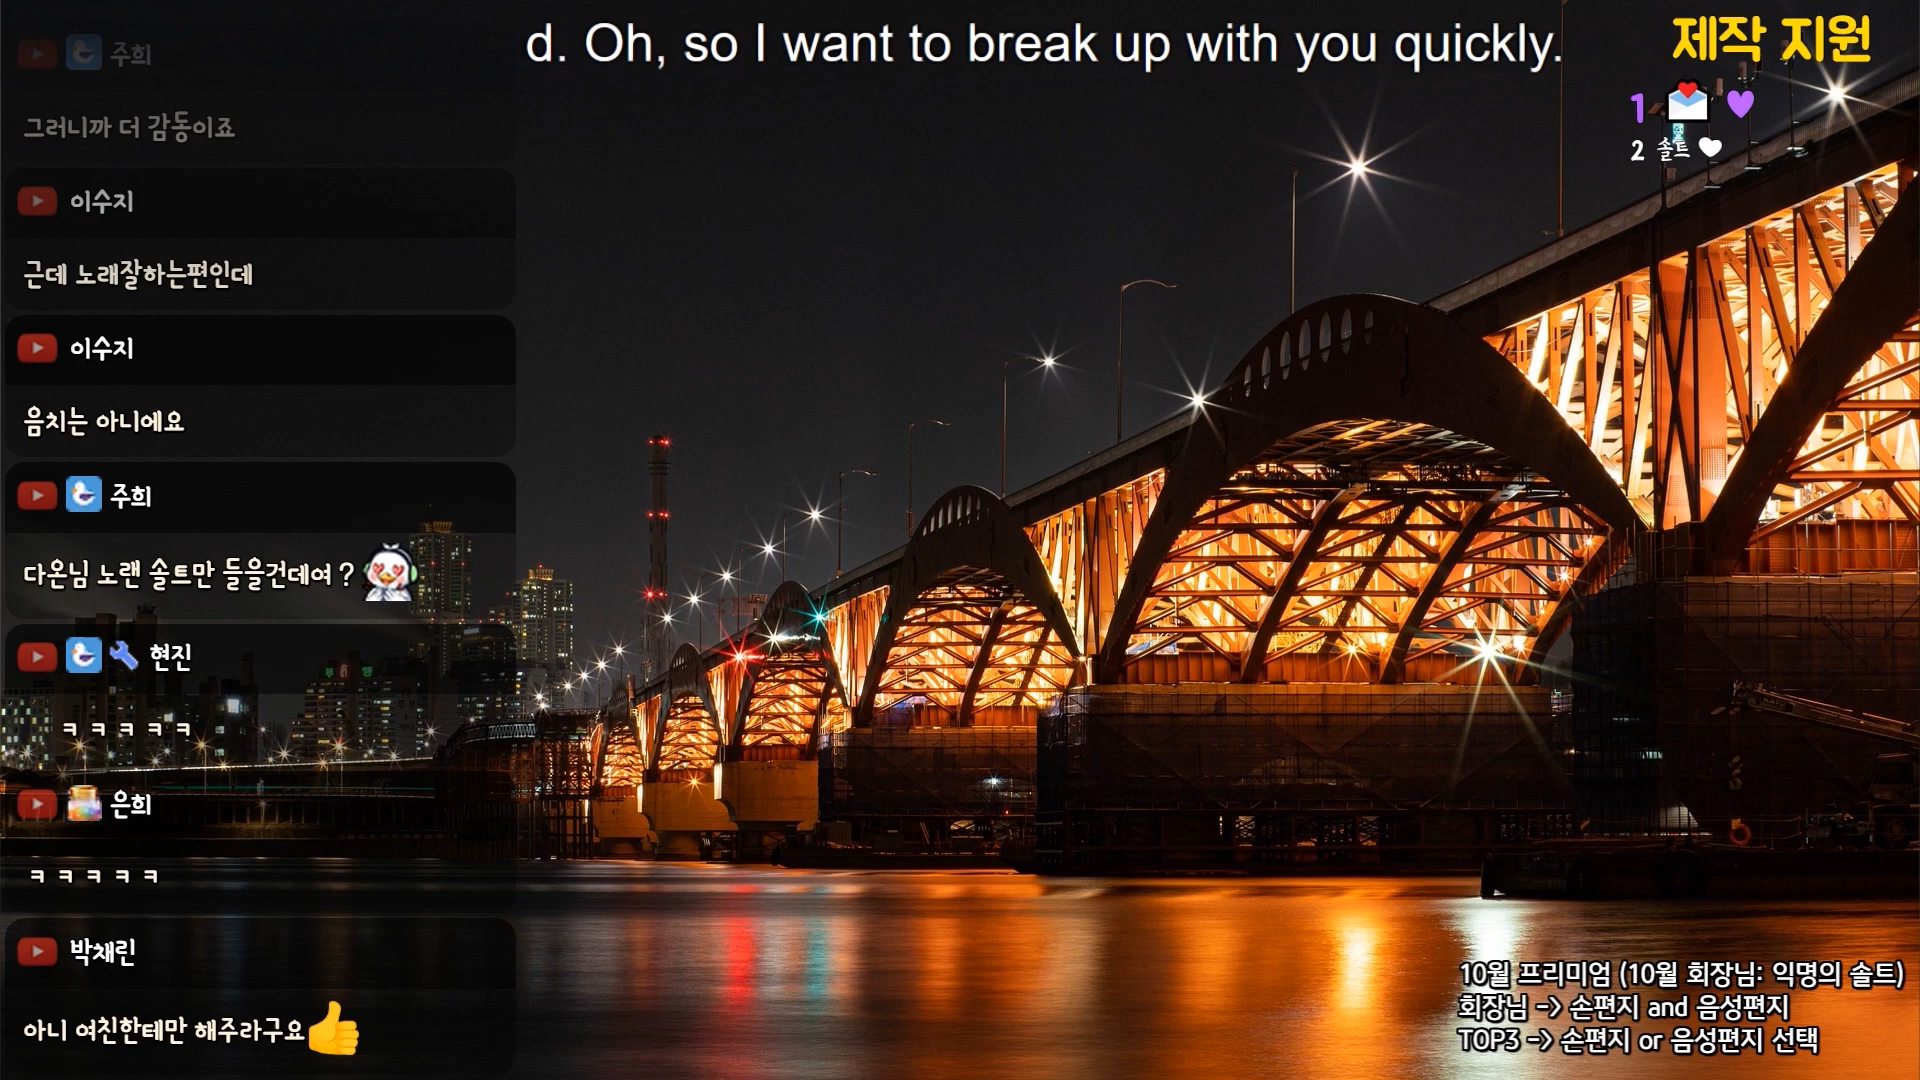 d. Oh, so I want to break up with you quickly.
제작 지원
1
2 솔트
주희
그러니까 더 감동이죠
이수지
근데 노래잘하는편인데
이수지
음치는 아니에요
주희
다온님 노랜 솔트만 들을건데여 ?
현진
ㅋㅋㅋㅋㅋ
은희
ㅋㅋㅋㅋㅋ
박채린
아니 여친한테만 해주라구요
10월 프리미엄 (10월 회장님: 익명의 솔트)
회장님 -> 손편지 and 음성편지
TOP3 -> 손편지 or 음성편지 선택